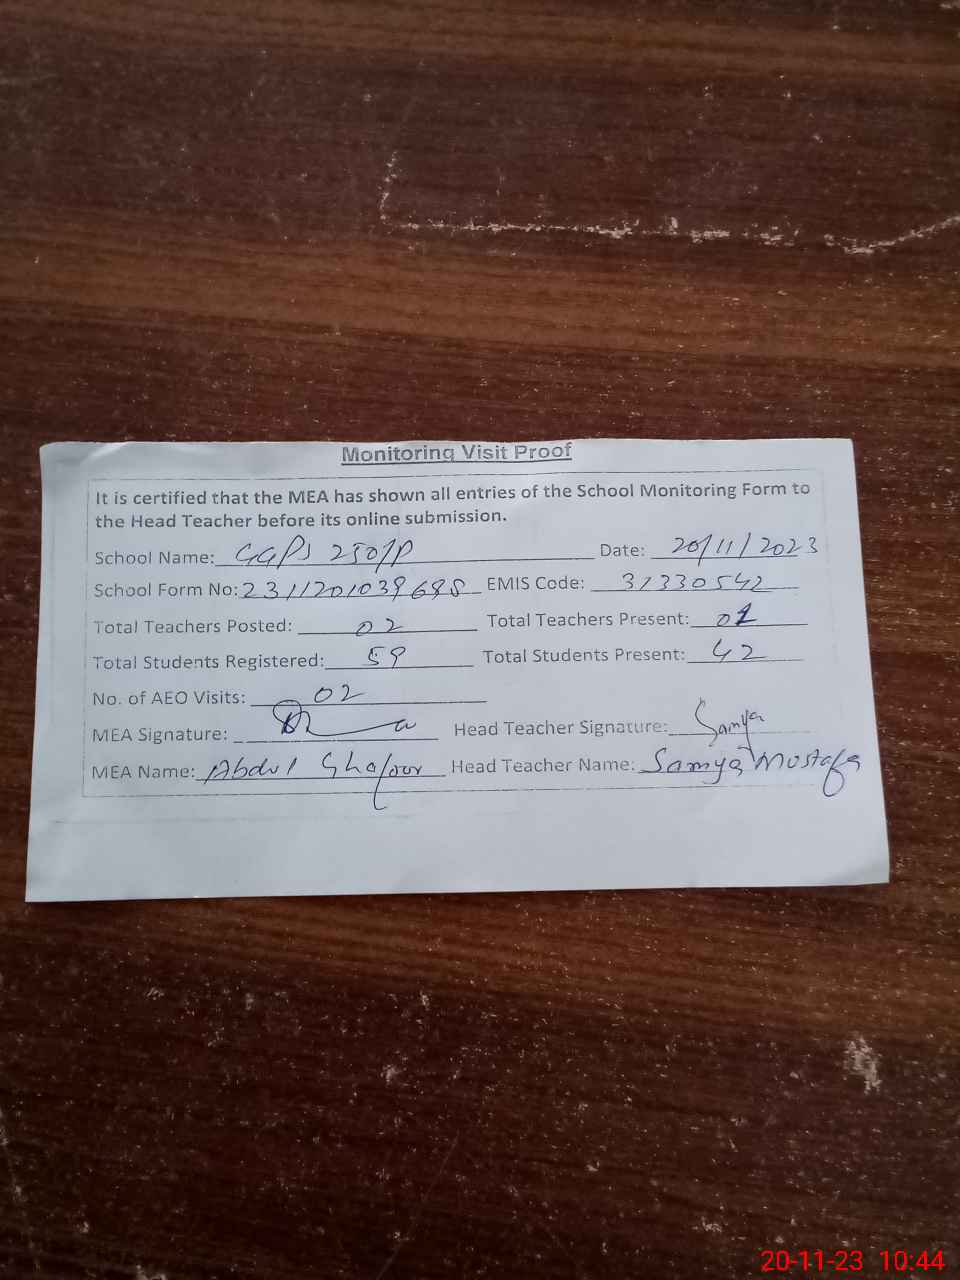 Monitoring Visit Proof
It is certified that the MEA has shown all entries of the School Monitoring Form to
the Head Teacher before its online submission.
School Name: GGPS 250/P Date: 20/11/2023
School Form No: 2311201039698 EMIS Code: 31330542
Total Teachers Posted: 02 Total Teachers Present:
Total Students Registered: 59 Total Students Present: 42
No. of AEO Visits: 02
MEA Signature: Head Teacher Signature: Samya
MEA Name: Abdul Ghafoor Head Teacher Name: Samya Mustafa
20-11-23 10:44